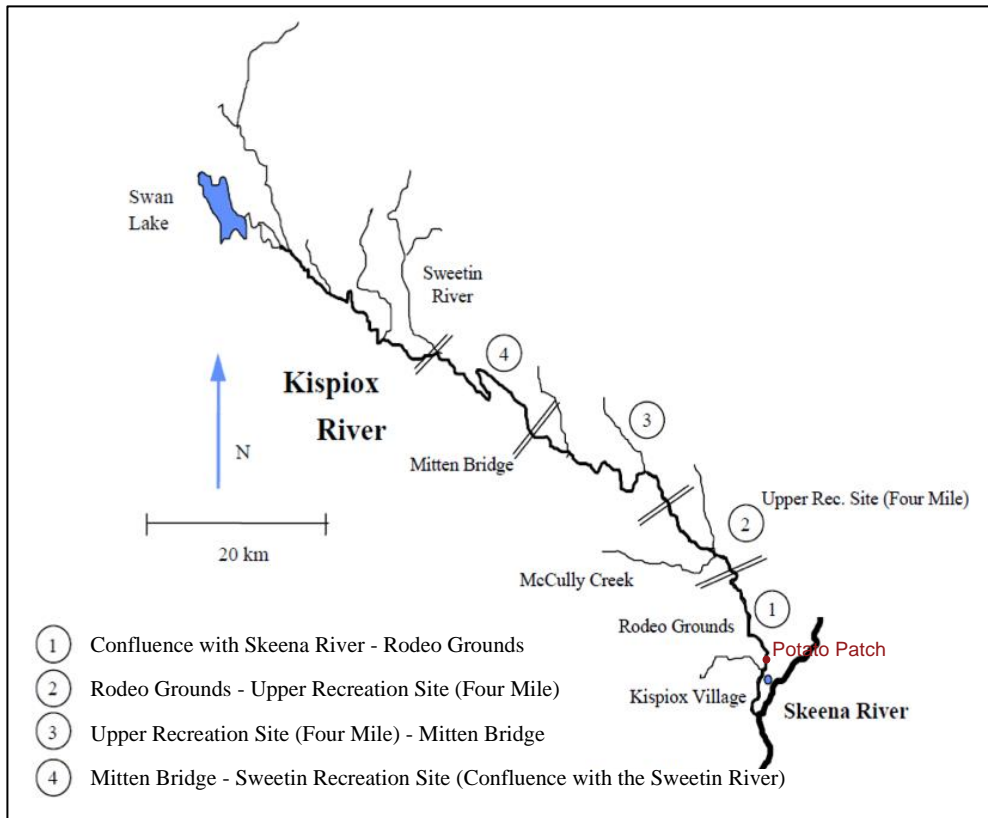 Swan
Lake
Sweetin
River
4
Kispiox
River
3
N
Mitten Bridge
Upper Rec. Site (Four Mile)
2
20 km
McCully Creek
1
Rodeo Grounds
Potato Patch
Kispiox Village
Skeena River
1 Confluence with Skeena River - Rodeo Grounds
2 Rodeo Grounds - Upper Recreation Site (Four Mile)
3 Upper Recreation Site (Four Mile) - Mitten Bridge
4 Mitten Bridge - Sweetin Recreation Site (Confluence with the Sweetin River)